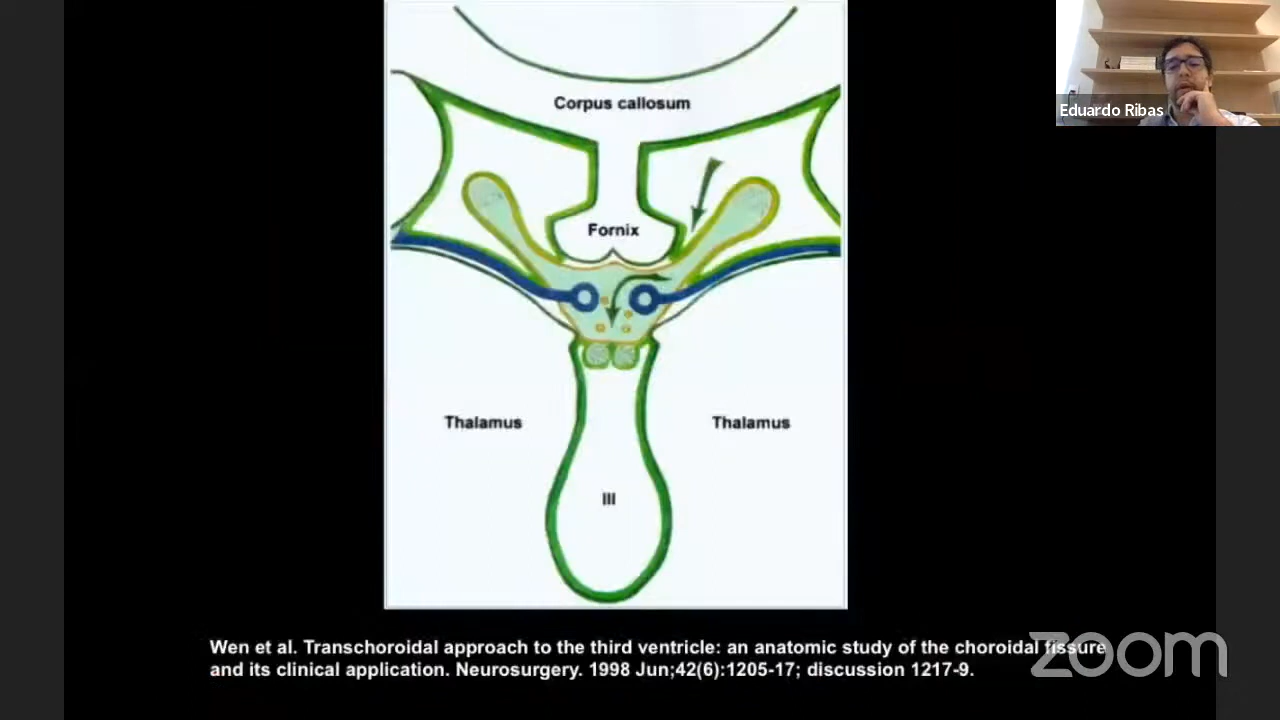 Eduardo Ribas
Corpus callosum
Fornix
Thalamus
Thalamus
III
Wen et al. Transchoroidal approach to the third ventricle: an anatomic study of the choroidal fissure
and its clinical application. Neurosurgery. 1998 Jun;42(6):1205-17; discussion 1217-9.
zoom